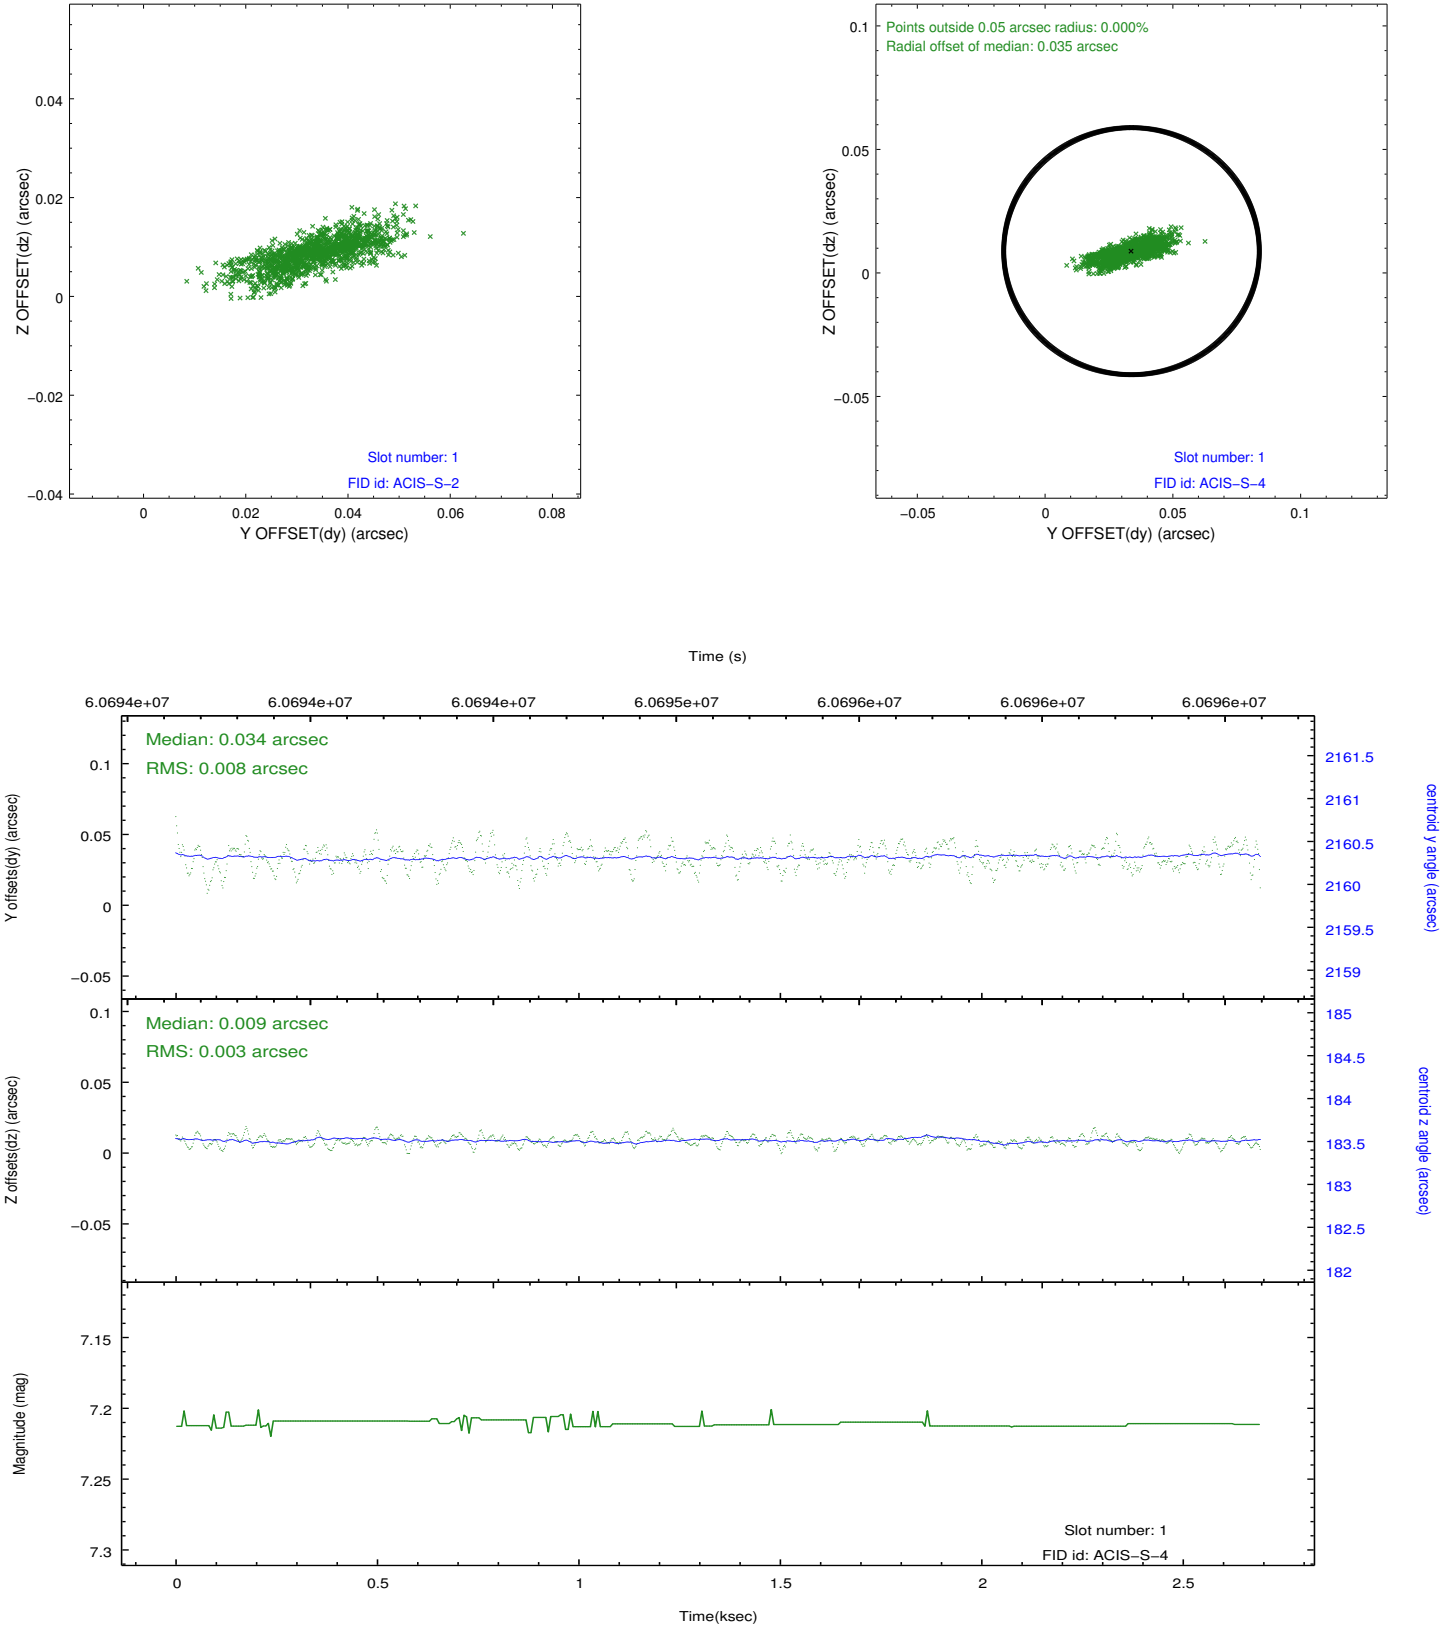 0.04
0.02
0
−0.02
−0.04
Z OFFSET(dz) (arcsec)
Slot number: 1
FID id: ACIS−S−2
0 0.02 0.04 0.06 0.08
Y OFFSET(dy) (arcsec)
Points outside 0.05 arcsec radius: 0.000%
Radial offset of median: 0.035 arcsec
0.1
0.05
0
−0.05
Z OFFSET(dz) (arcsec)
Slot number: 1
FID id: ACIS−S−4
−0.05 0 0.05 0.1
Y OFFSET(dy) (arcsec)
Time (s)
6.0694e+07 6.0694e+07 6.0694e+07 6.0695e+07 6.0696e+07 6.0696e+07 6.0696e+07
Median: 0.034 arcsec
RMS: 0.008 arcsec
0.1
0.05
0
−0.05
Y offsets(dy) (arcsec)
2161.5
2161
2160.5
2160
2159.5
2159
centroid y angle (arcsec)
Median: 0.009 arcsec
RMS: 0.003 arcsec
0.1
0.05
0
−0.05
Z offsets(dz) (arcsec)
185
184.5
184
183.5
183
182.5
182
centroid z angle (arcsec)
7.15
7.2
7.25
7.3
Magnitude (mag)
Slot number: 1
FID id: ACIS−S−4
0 0.5 1 1.5 2 2.5
Time(ksec)